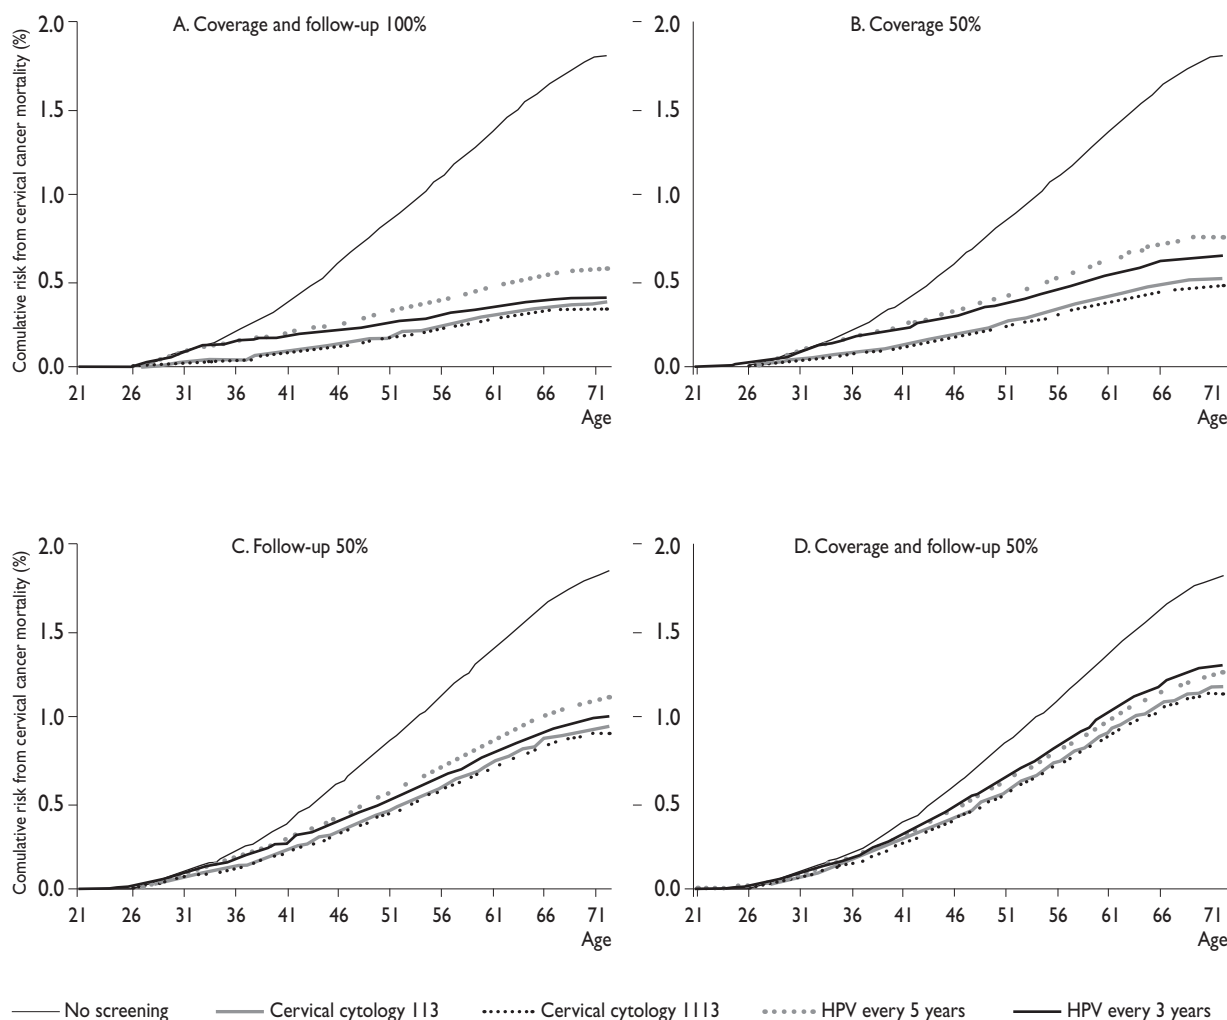 A. Coverage and follow-up 100%
Comulative risk from cervical cancer mortality (%)
2.0
1.5
1.0
0.5
0.0
21 26 31 36 41 46 51 56 61 66 71
Age
B. Coverage 50%
2.0
1.5
1.0
0.5
0.0
21 26 31 36 41 46 51 56 61 66 71
Age
C. Follow-up 50%
Comulative risk from cervical cancer mortality (%)
2.0
1.5
1.0
0.5
0.0
21 26 31 36 41 46 51 56 61 66 71
Age
D. Coverage and follow-up 50%
2.0
1.5
1.0
0.5
0.0
21 26 31 36 41 46 51 56 61 66 71
Age
No screening Cervical cytology 113 Cervical cytology 1113 HPV every 5 years HPV every 3 years